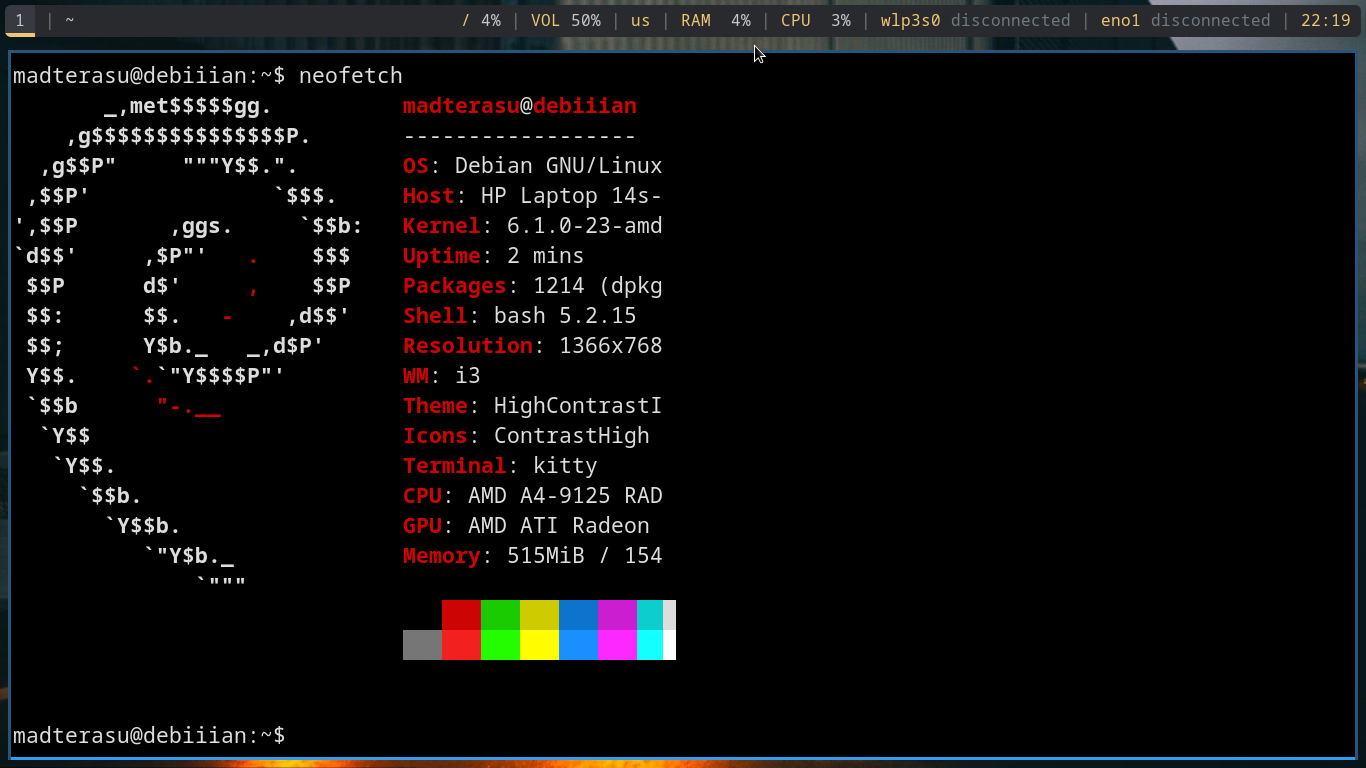 1 | ~ / 4% | VOL 50% | us | RAM 4% | CPU 3% | wlp3s0 disconnected | eno1 disconnected | 22:19
madterasu@debiiian:~$ neofetch
       _,met$$$$$gg.          madterasu@debiiian
    ,g$$$$$$$$$$$$$$$P.       ------------------
  ,g$$P"     """Y$$.".        OS: Debian GNU/Linux
 ,$$P'              `$$$.     Host: HP Laptop 14s-
',$$P       ,ggs.     `$$b:   Kernel: 6.1.0-23-amd
`d$$'     ,$P"'   .    $$$    Uptime: 2 mins
 $$P      d$'     ,    $$P    Packages: 1214 (dpkg
 $$:      $$.   -    ,d$$'    Shell: bash 5.2.15
 $$;      Y$b._   _,d$P'      Resolution: 1366x768
 Y$$.    `.`"Y$$$$P"'         WM: i3
 `$$b      "-.__              Theme: HighContrastI
  `Y$$                        Icons: ContrastHigh
   `Y$$.                      Terminal: kitty
     `$$b.                    CPU: AMD A4-9125 RAD
       `Y$$b.                 GPU: AMD ATI Radeon
          `"Y$b._             Memory: 515MiB / 154
              `"""
madterasu@debiiian:~$